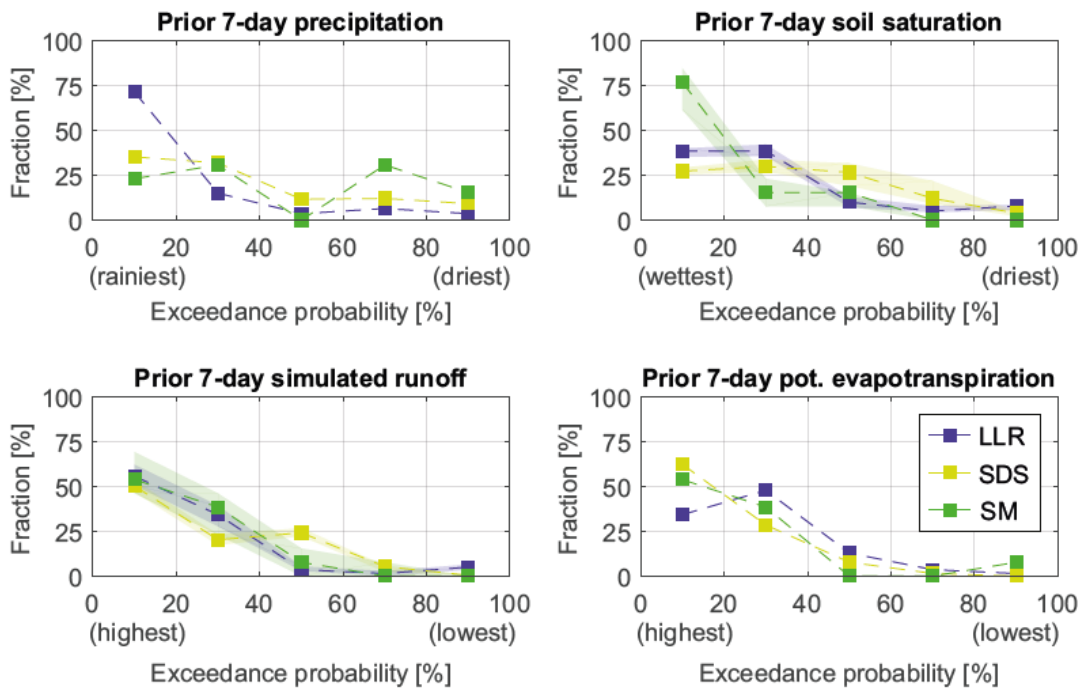 Prior 7-day precipitation
100
75
50
25
0
Fraction [%]
0 20 40 60 80 100
(rainiest) (driest)
Exceedance probability [%]
Prior 7-day soil saturation
100
75
50
25
0
Fraction [%]
0 20 40 60 80 100
(wettest) (driest)
Exceedance probability [%]
Prior 7-day simulated runoff
100
75
50
25
0
Fraction [%]
0 20 40 60 80 100
(highest) (lowest)
Exceedance probability [%]
Prior 7-day pot. evapotranspiration
100
75
50
25
0
Fraction [%]
LLR
SDS
SM
0 20 40 60 80 100
(highest) (lowest)
Exceedance probability [%]